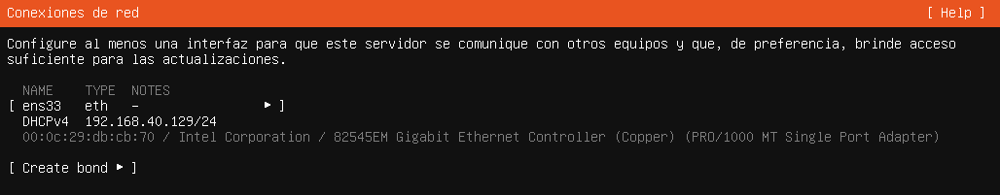 Conexiones de red [ Help ]
Configure al menos una interfaz para que este servidor se comunique con otros equipos y que, de preferencia, brinde acceso
suficiente para las actualizaciones.
NAME TYPE NOTES
[ ens33 eth - ▸ ]
DHCPv4 192.168.40.129/24
00:0c:29:db:cb:70 / Intel Corporation / 82545EM Gigabit Ethernet Controller (Copper) (PRO/1000 MT Single Port Adapter)
[ Create bond ▸ ]